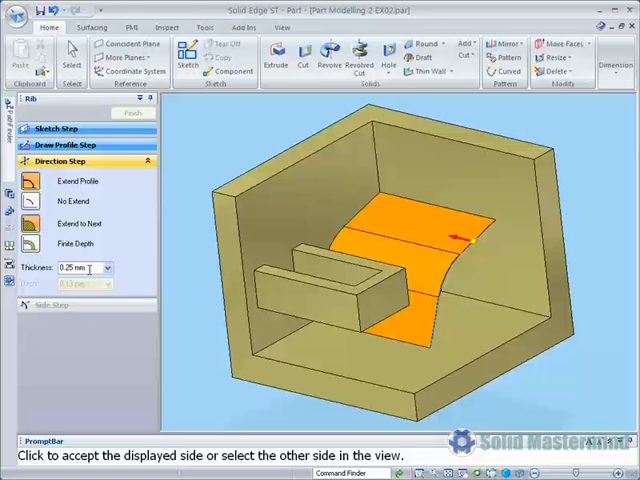 Solid Edge ST - Part - [Part Modelling 2 EX02.par]
Home Surfacing PMI Inspect Tools Add Ins View
Paste Select Coincident Plane More Planes Coordinate System Sketch Tear Off Copy Component Extrude Cut Revolve Revolved Cut Hole Round Draft Thin Wall Add Cut Mirror Pattern Curved Move Faces Resize Delete Dimension
Clipboard Select Reference Solids Pattern Modify
Rib
Finish
Sketch Step
Draw Profile Step
Direction Step
Extend Profile
No Extend
Extend to Next
Finite Depth
Thickness: 0.25 mm
Depth: 0.13 mm
Side Step
PathFinder
PromptBar
Solid Mastermind
Click to accept the displayed side or select the other side in the view.
Command Finder